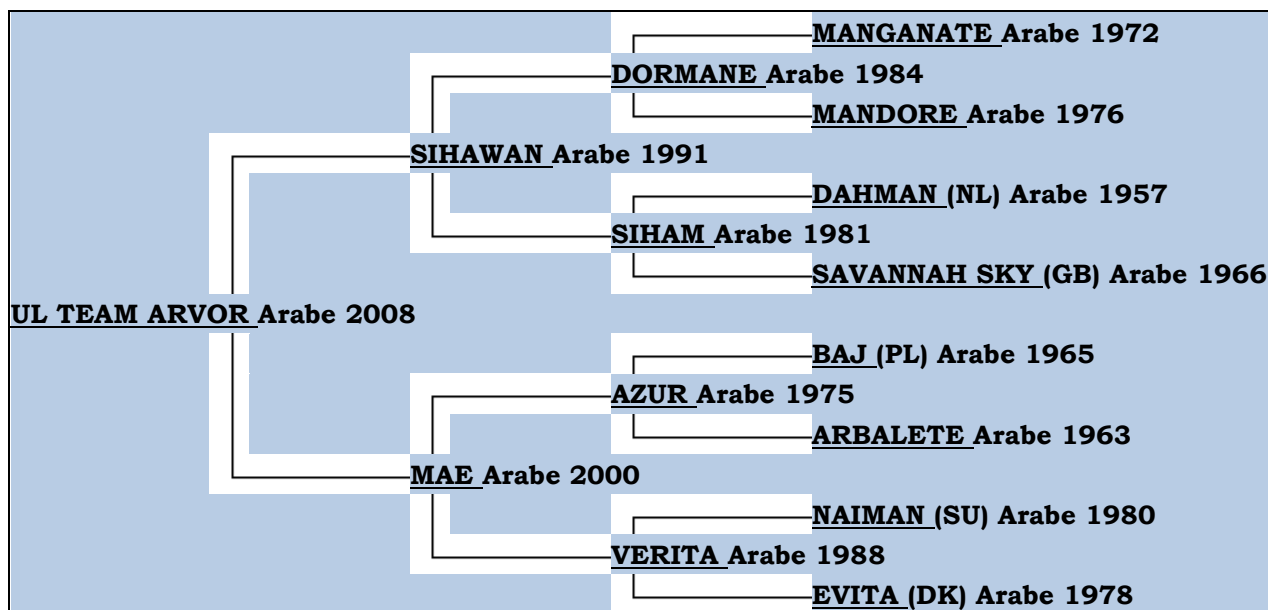 MANGANATE Arabe 1972
DORMANE Arabe 1984
MANDORE Arabe 1976
SIHAWAN Arabe 1991
DAHMAN (NL) Arabe 1957
SIHAM Arabe 1981
SAVANNAH SKY (GB) Arabe 1966
UL TEAM ARVOR Arabe 2008
BAJ (PL) Arabe 1965
AZUR Arabe 1975
ARBALETE Arabe 1963
MAE Arabe 2000
NAIMAN (SU) Arabe 1980
VERITA Arabe 1988
EVITA (DK) Arabe 1978